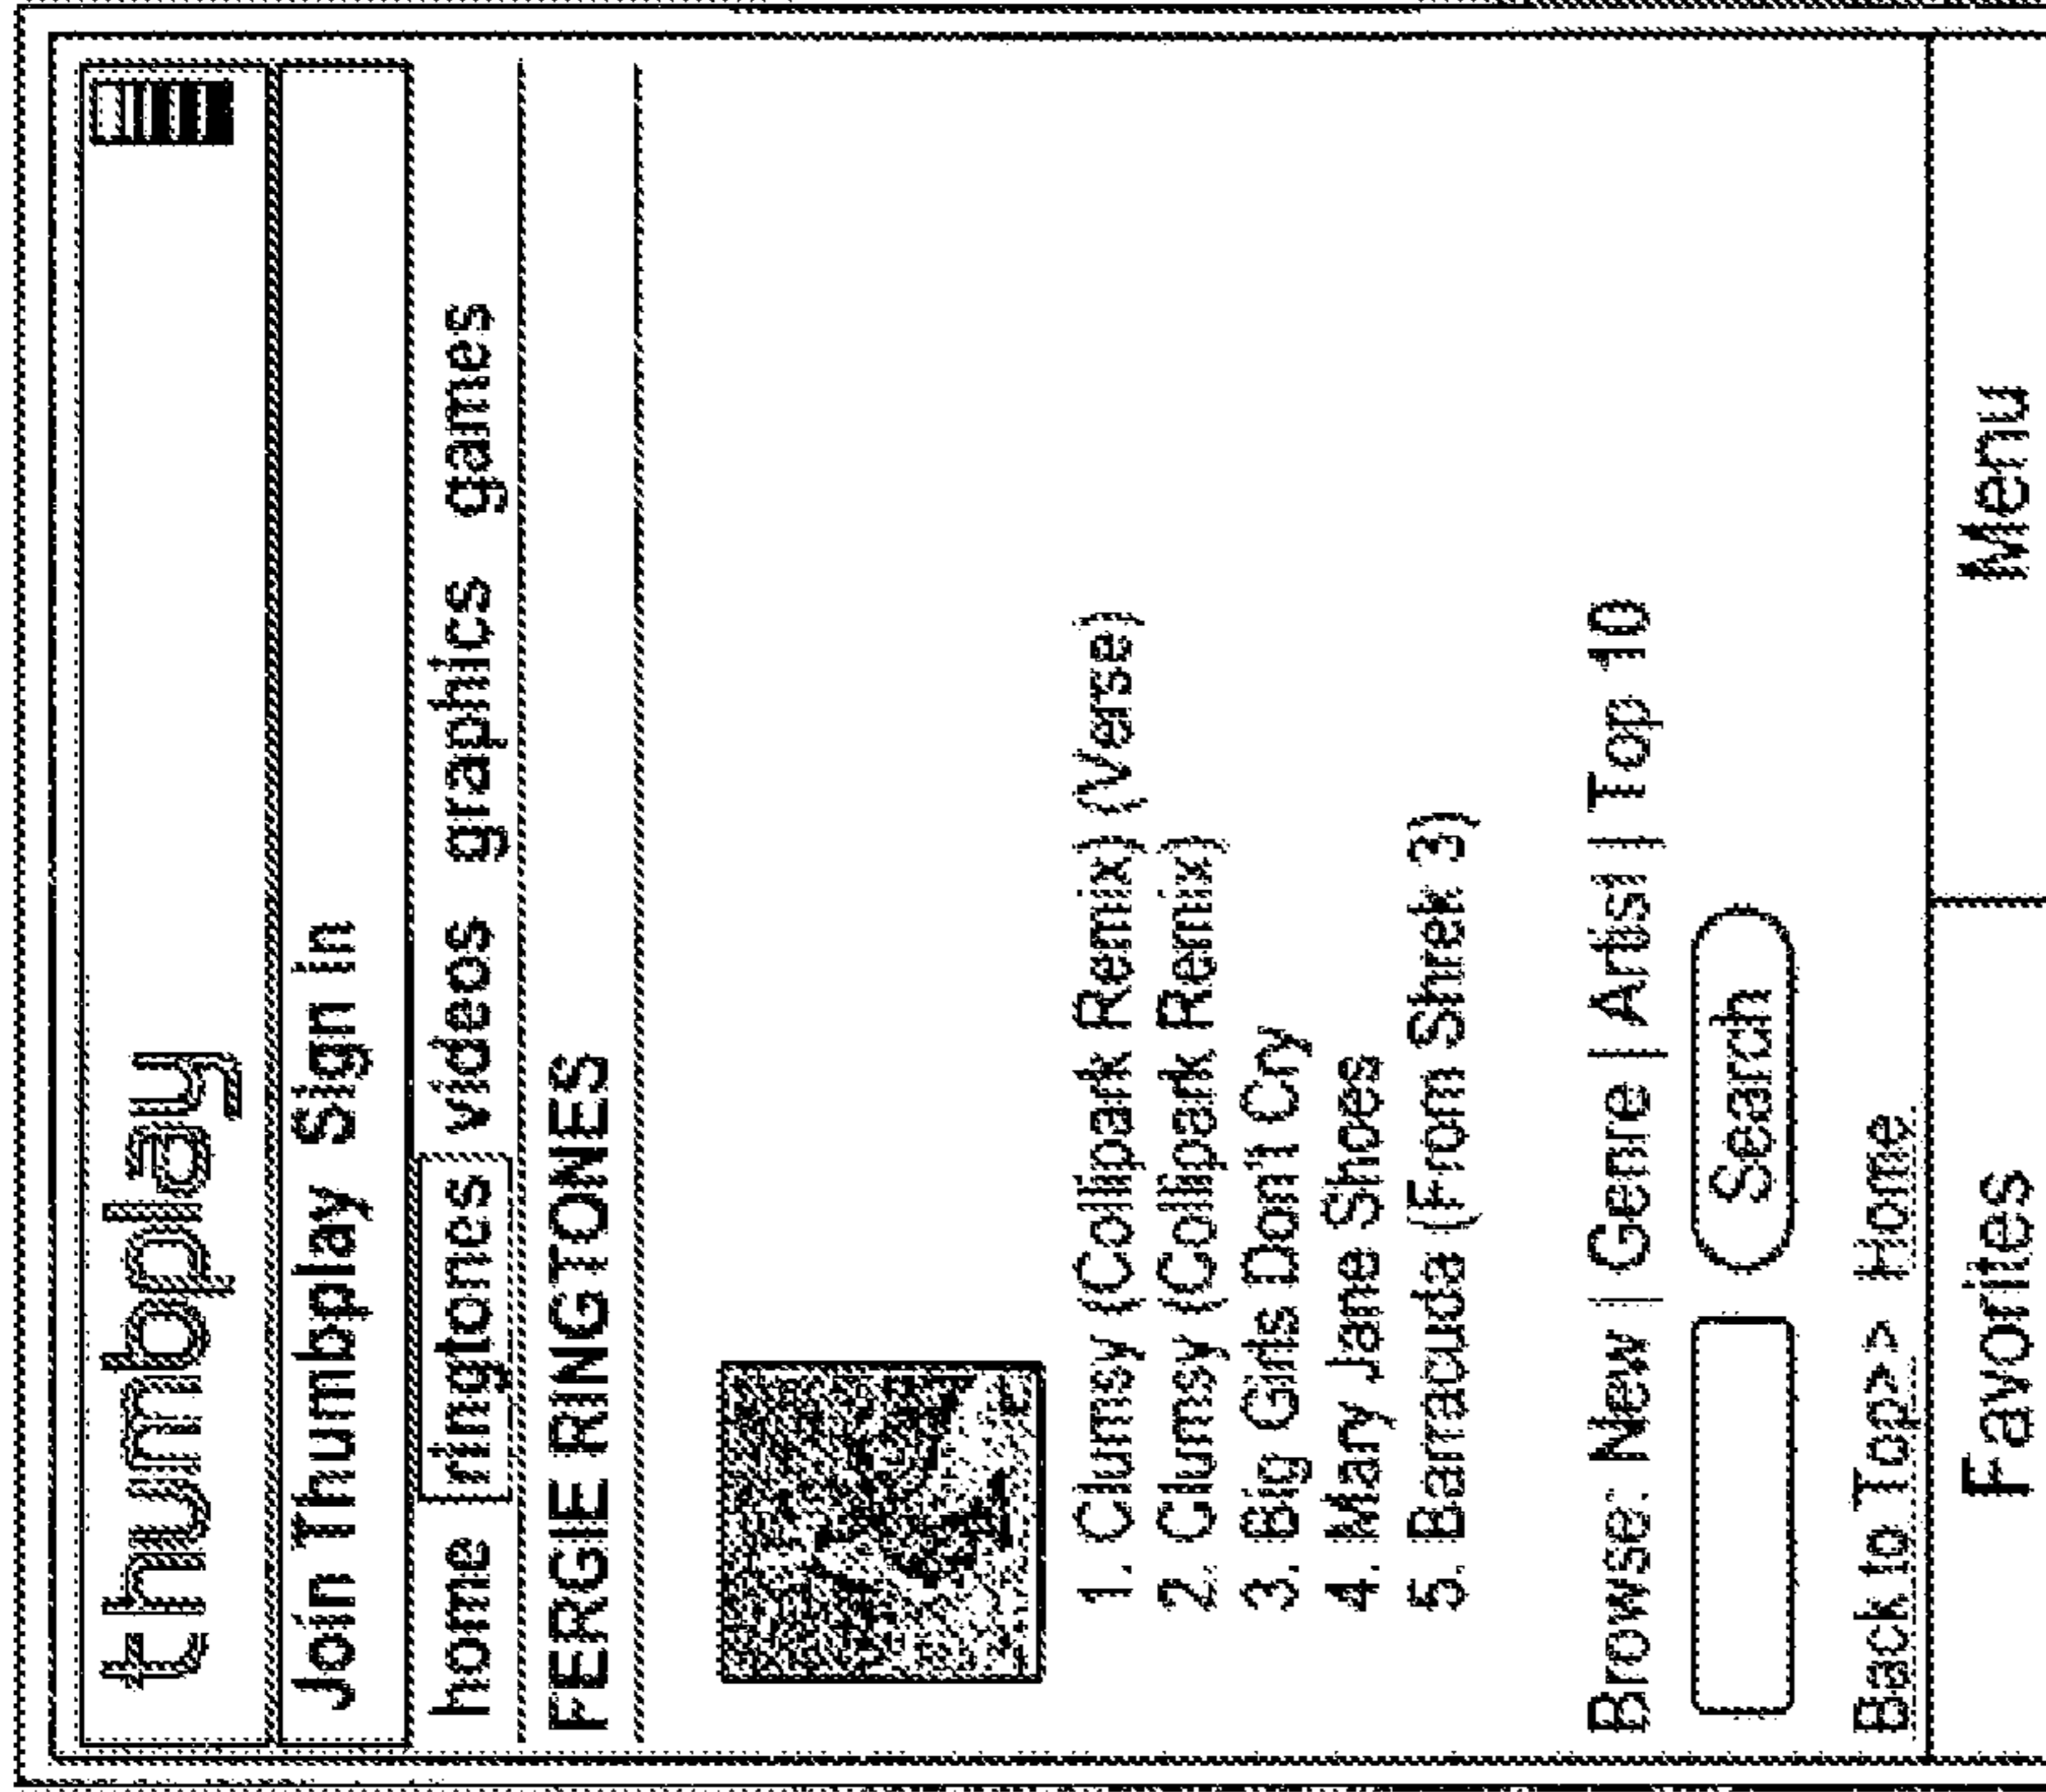 thumbplay
Join Thumbplay Sign in
home ringtones videos graphics games
FERGIE RINGTONES
1. Clumsy (Collipark Remix) (Verse)
2. Clumsy (Collipark Remix)
3. Big Girls Don't Cry
4. Mary Jane Shoes
5. Barracuda (From Shrek 3)
Browse: New | Genre | Artist | Top 10
Search
Back to Top>> Home
Favorites Menu